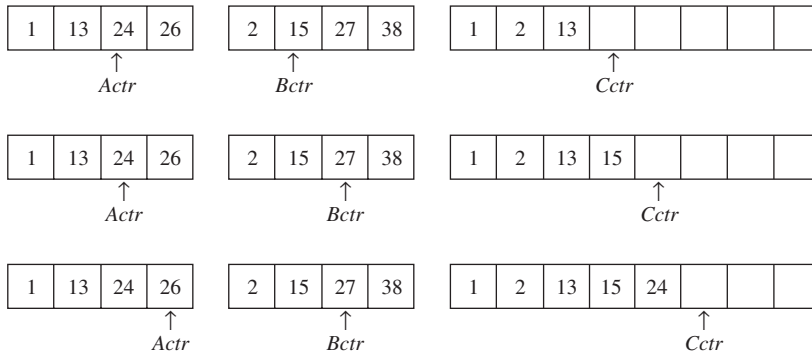 1 13 24 26 2 15 27 38 1 2 13
Actr Bctr Cctr
1 13 24 26 2 15 27 38 1 2 13 15
Actr Bctr Cctr
1 13 24 26 2 15 27 38 1 2 13 15 24
Actr Bctr Cctr